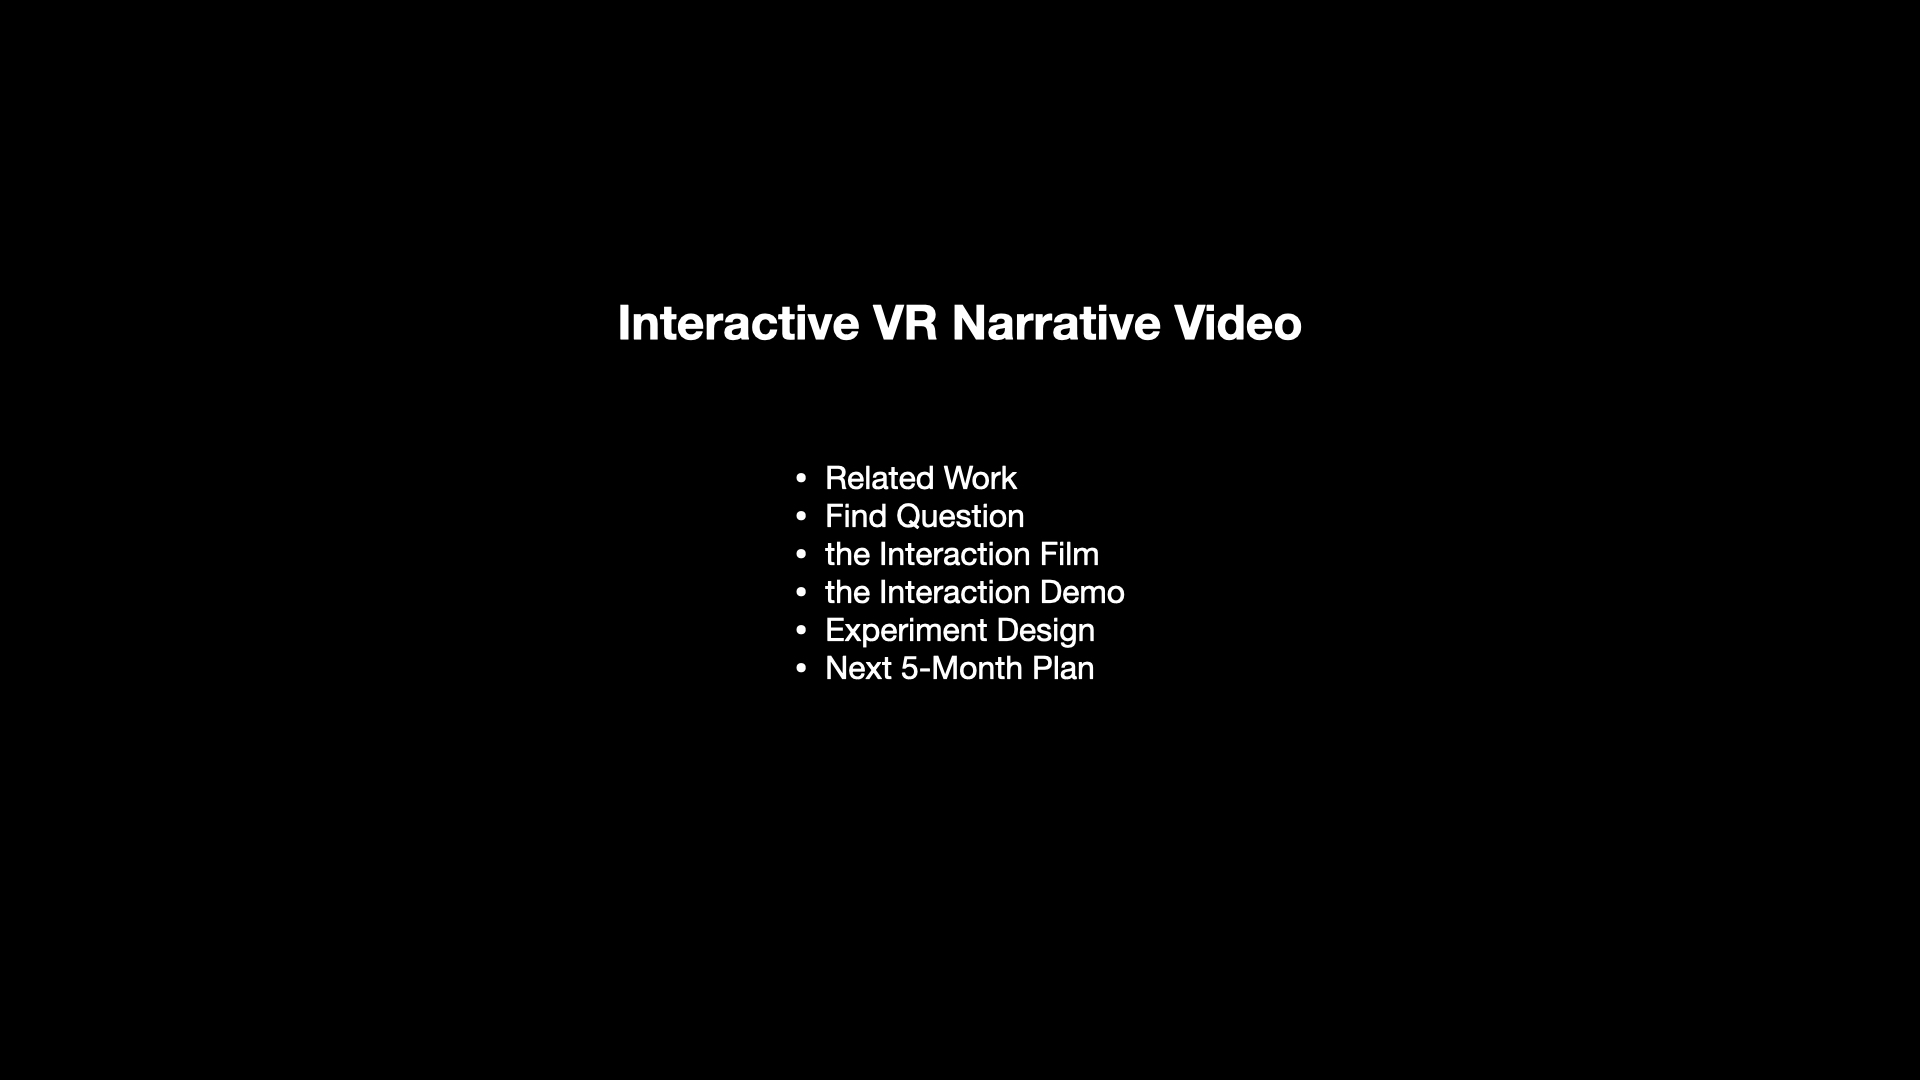 Interactive VR Narrative Video
• Related Work
• Find Question
• the Interaction Film
• the Interaction Demo
• Experiment Design
• Next 5-Month Plan